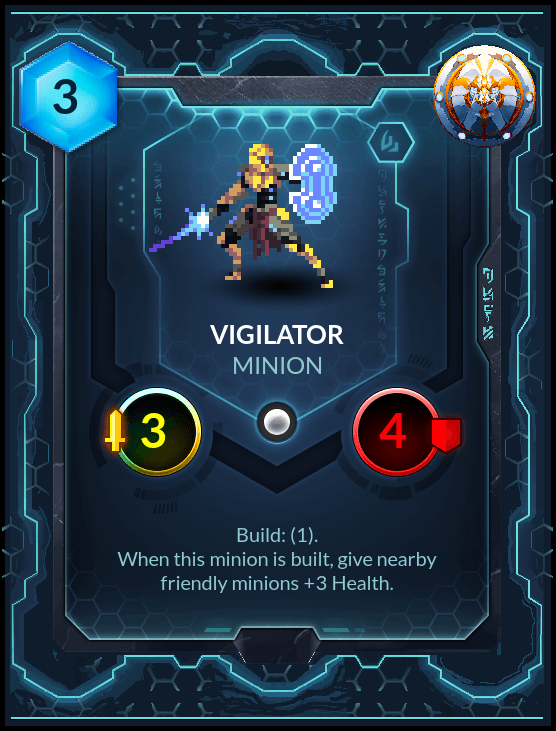 3
VIGILATOR
MINION
3
4
Build: (1).
When this minion is built, give nearby
friendly minions +3 Health.